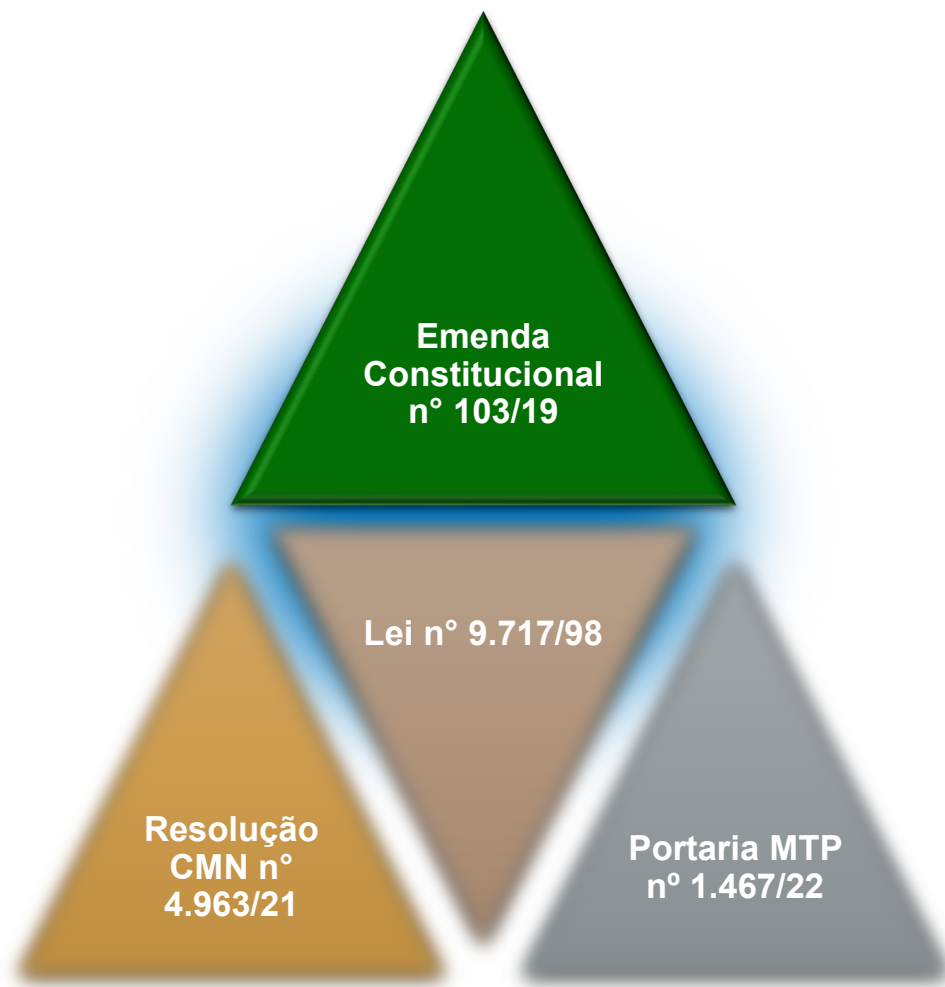 Emenda
Constitucional
n° 103/19
Lei n° 9.717/98
Resolução
CMN n°
4.963/21
Portaria MTP
nº 1.467/22